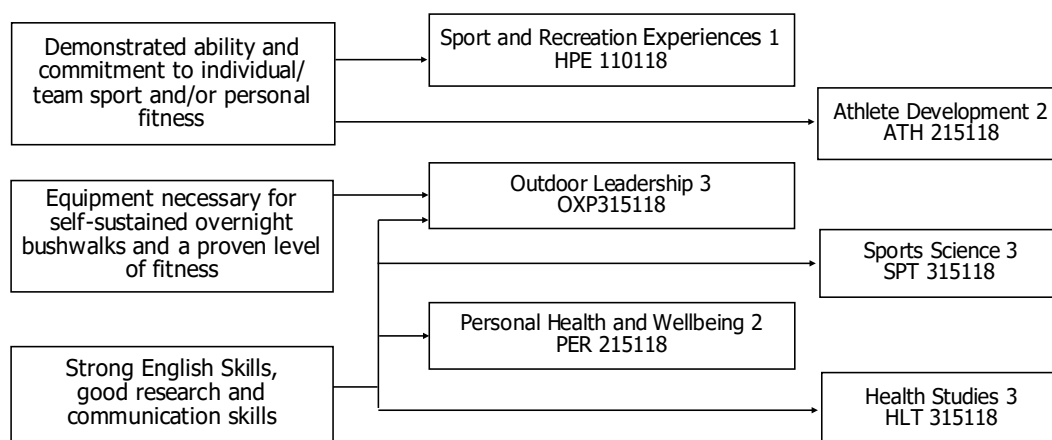 Demonstrated ability and
commitment to individual/
team sport and/or personal
fitness
Sport and Recreation Experiences 1
HPE 110118
Athlete Development 2
ATH 215118
Equipment necessary for
self-sustained overnight
bushwalks and a proven level
of fitness
Outdoor Leadership 3
OXP315118
Sports Science 3
SPT 315118
Personal Health and Wellbeing 2
PER 215118
Strong English Skills,
good research and
communication skills
Health Studies 3
HLT 315118